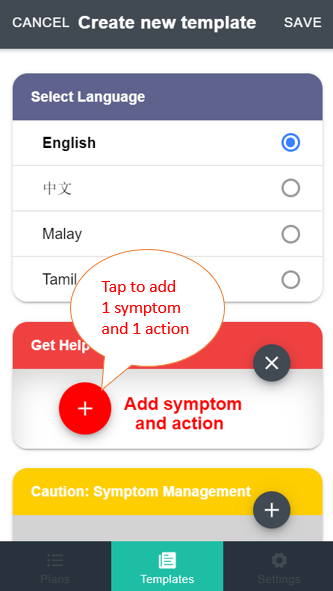 CANCEL Create new template SAVE
Select Language
English
中文
Malay
Tamil
Tap to add
1 symptom
and 1 action
Get Help
Add symptom
and action
Caution: Symptom Management
Plans Templates Settings